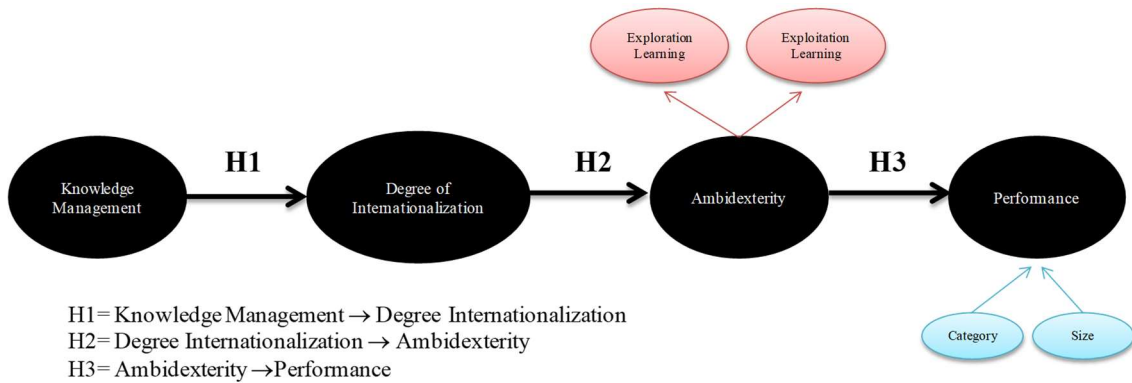 Exploration
Learning
Exploitation
Learning
H1
H2
H3
Knowledge
Management
Degree of
Internationalization
Ambidexterity
Performance
H1= Knowledge Management → Degree Internationalization
H2= Degree Internationalization → Ambidexterity
H3= Ambidexterity →Performance
Category
Size